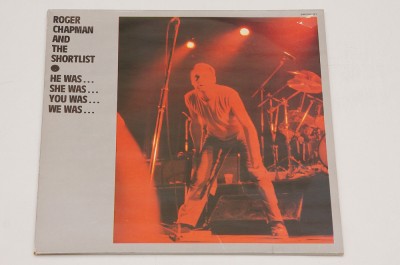 ROGER
CHAPMAN
AND
THE
SHORTLIST
HE WAS...
SHE WAS...
YOU WAS...
WE WAS...